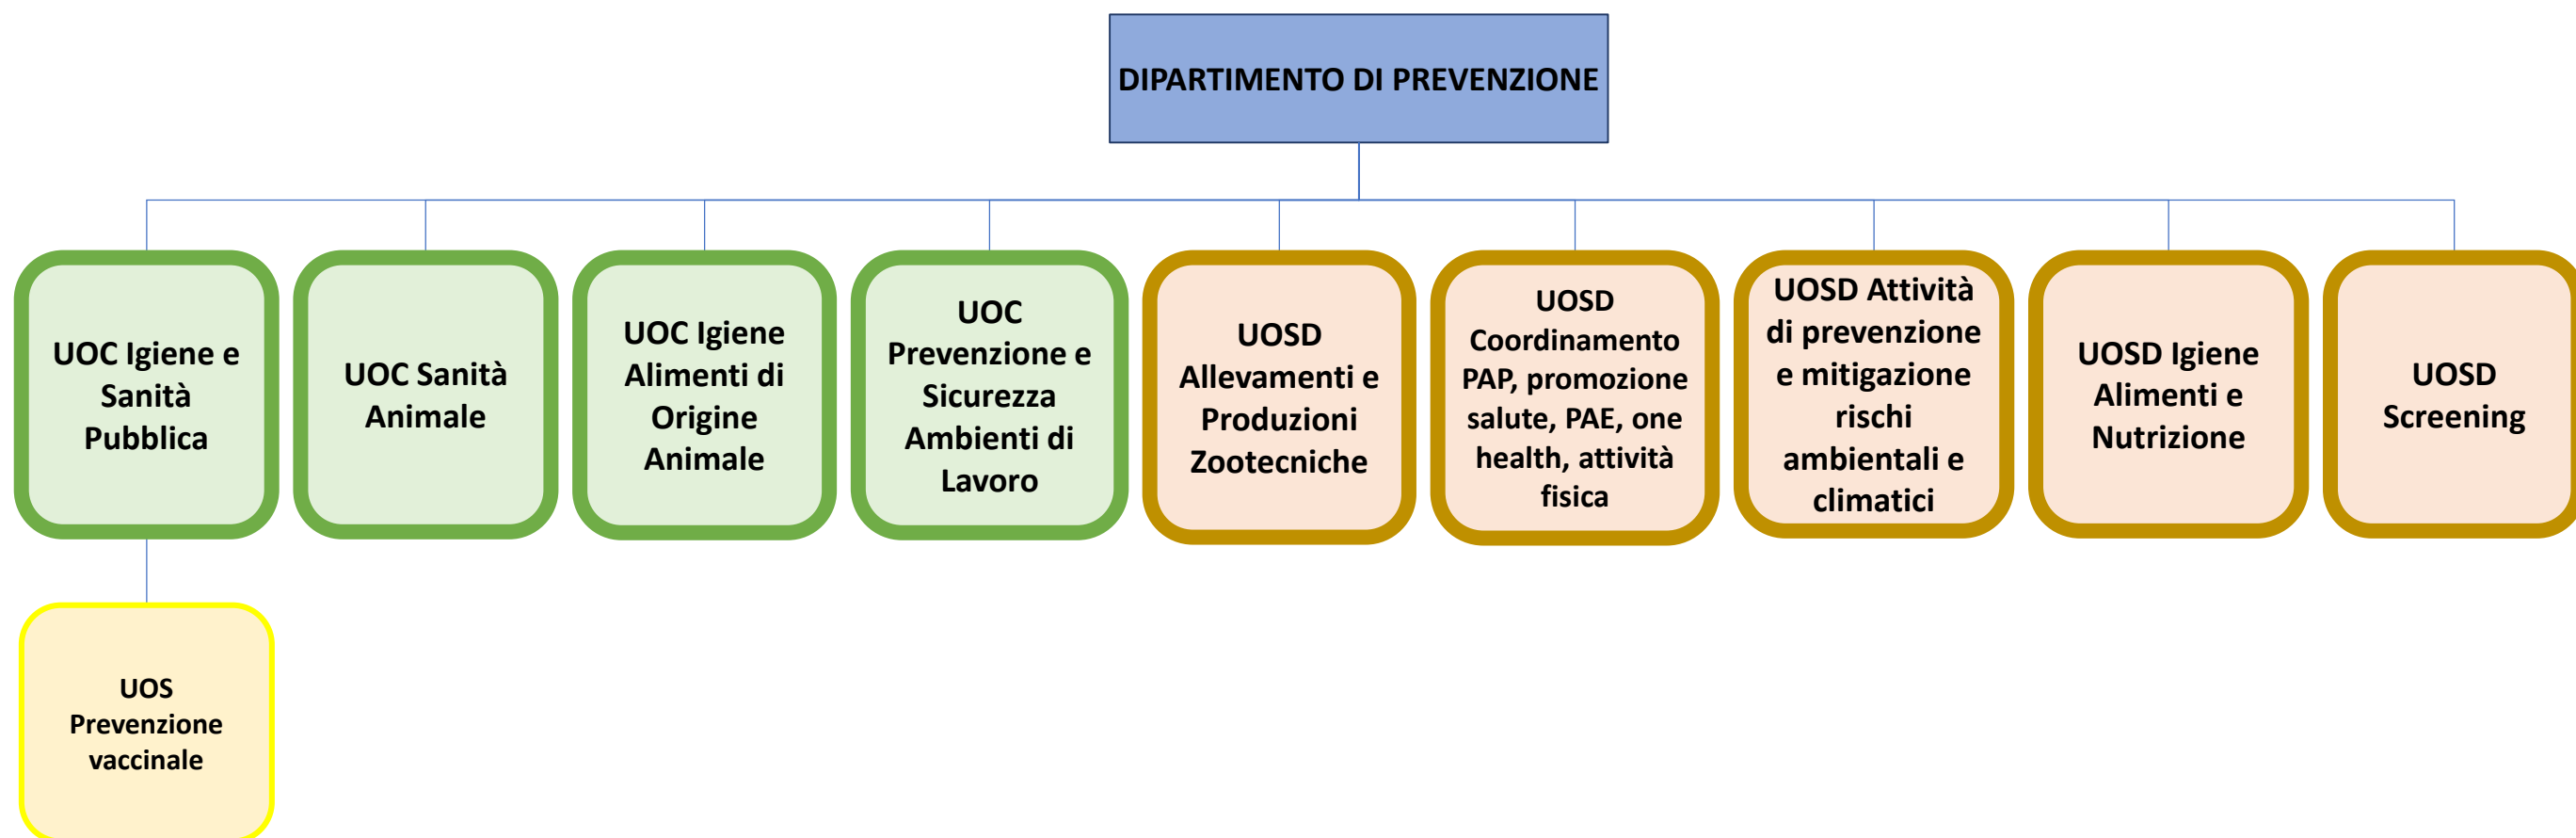 DIPARTIMENTO DI PREVENZIONE
UOC Igiene e
Sanità
Pubblica
UOC Sanità
Animale
UOC Igiene
Alimenti di
Origine
Animale
UOC
Prevenzione e
Sicurezza
Ambienti di
Lavoro
UOSD
Allevamenti e
Produzioni
Zootecniche
UOSD
Coordinamento
PAP, promozione
salute, PAE, one
health, attività
fisica
UOSD Attività
di prevenzione
e mitigazione
rischi
ambientali e
climatici
UOSD Igiene
Alimenti e
Nutrizione
UOSD
Screening
UOS
Prevenzione
vaccinale